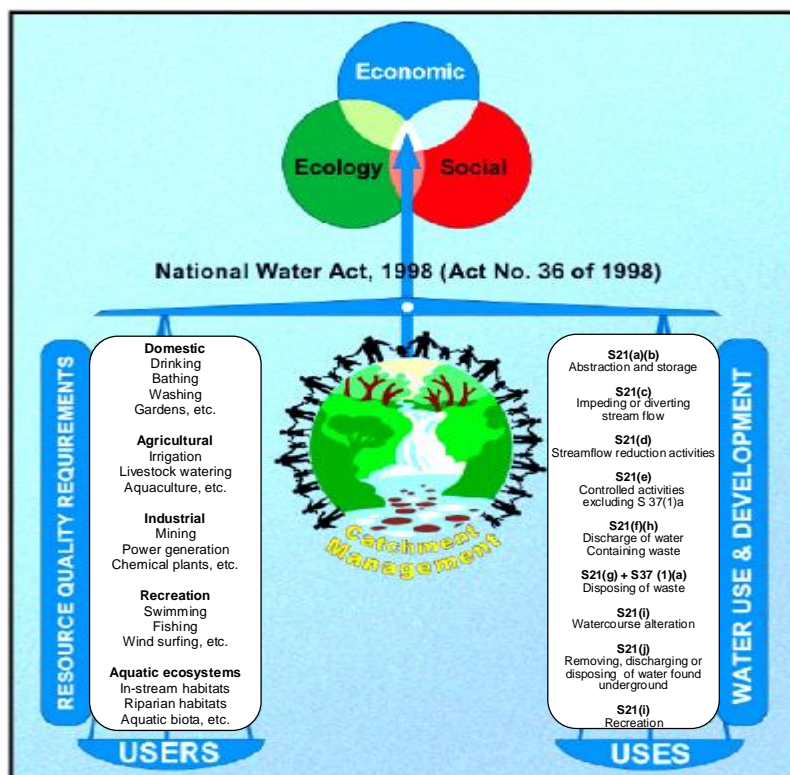 Economic
Ecology
Social
National Water Act, 1998 (Act No. 36 of 1998)
RESOURCE QUALITY REQUIREMENTS
Domestic
Drinking
Bathing
Washing
Gardens, etc.
Agricultural
Irrigation
Livestock watering
Aquaculture, etc.
Industrial
Mining
Power generation
Chemical plants, etc.
Recreation
Swimming
Fishing
Wind surfing, etc.
Aquatic ecosystems
In-stream habitats
Riparian habitats
Aquatic biota, etc.
USERS
Catchment
Management
S21(a)(b)
Abstraction and storage
S21(c)
Impeding or diverting
stream flow
S21(d)
Streamflow reduction activities
S21(e)
Controlled activities
excluding S 37(1)a
S21(f)(h)
Discharge of water
Containing waste
S21(g) + S37 (1)(a)
Disposing of waste
S21(i)
Watercourse alteration
S21(j)
Removing, discharging or
disposing of water found
underground
S21(i)
Recreation
WATER USE & DEVELOPMENT
USES